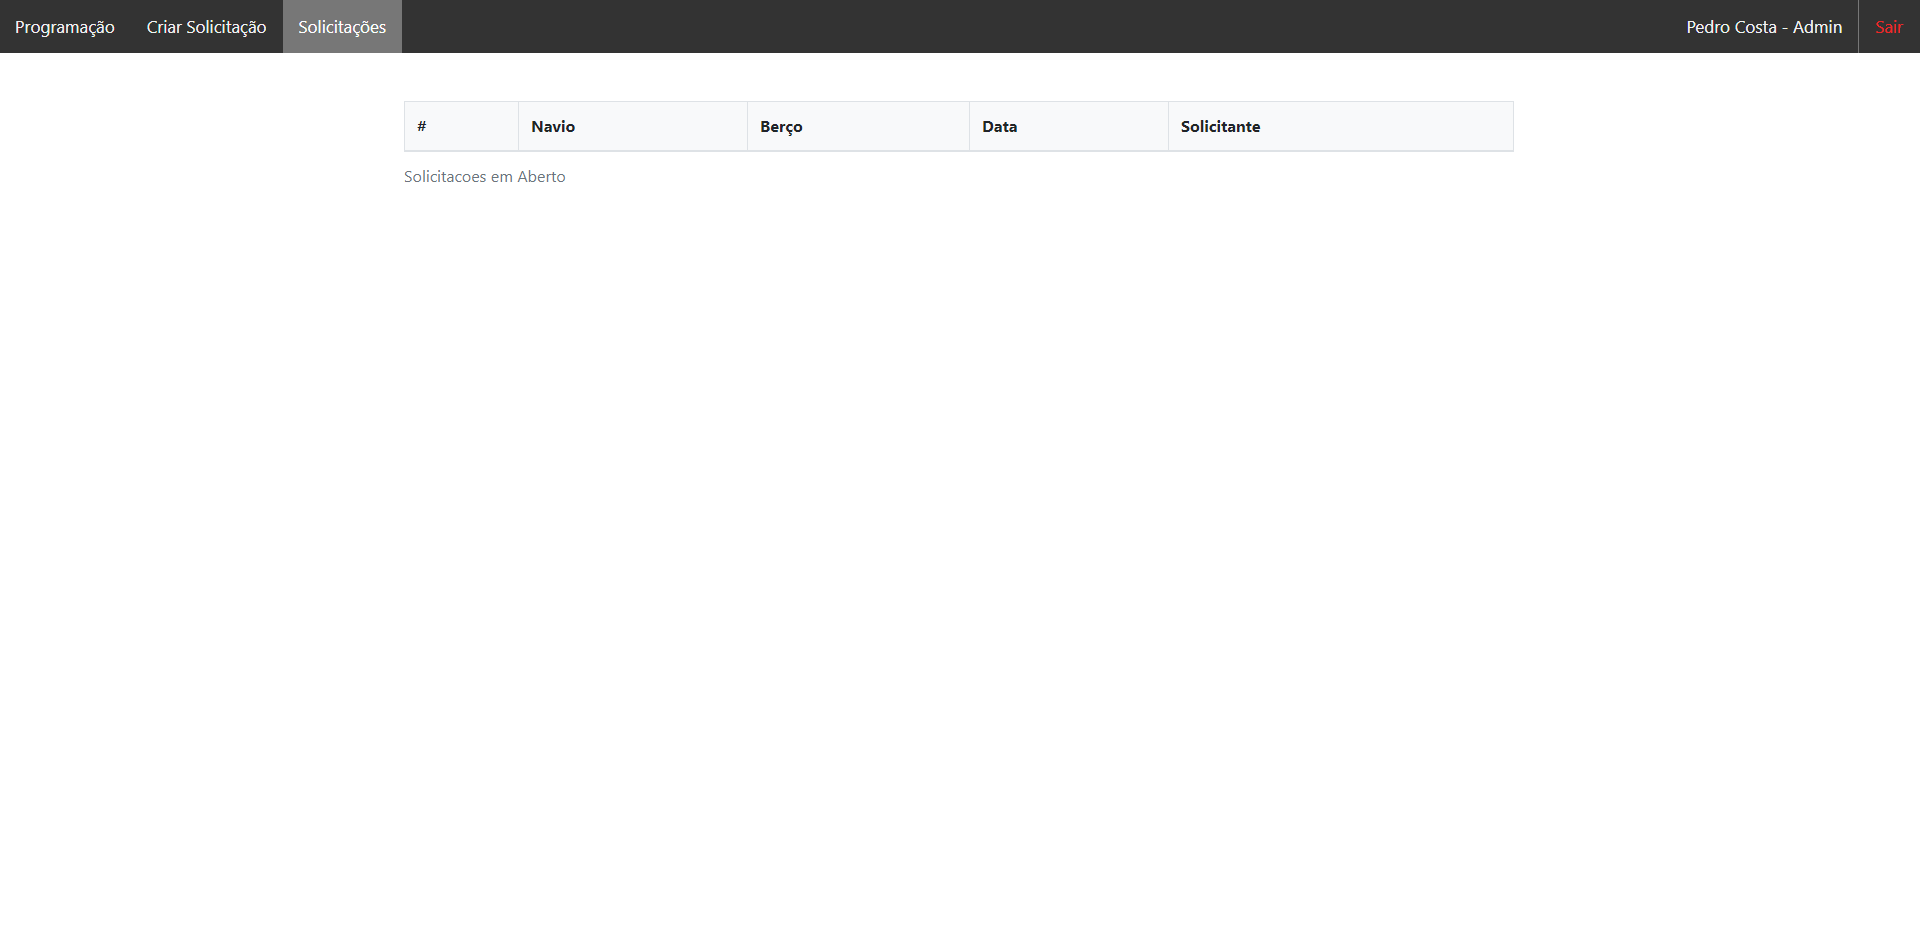 Programação Criar Solicitação Solicitações Pedro Costa - Admin Sair
# Navio Berço Data Solicitante
Solicitacoes em Aberto